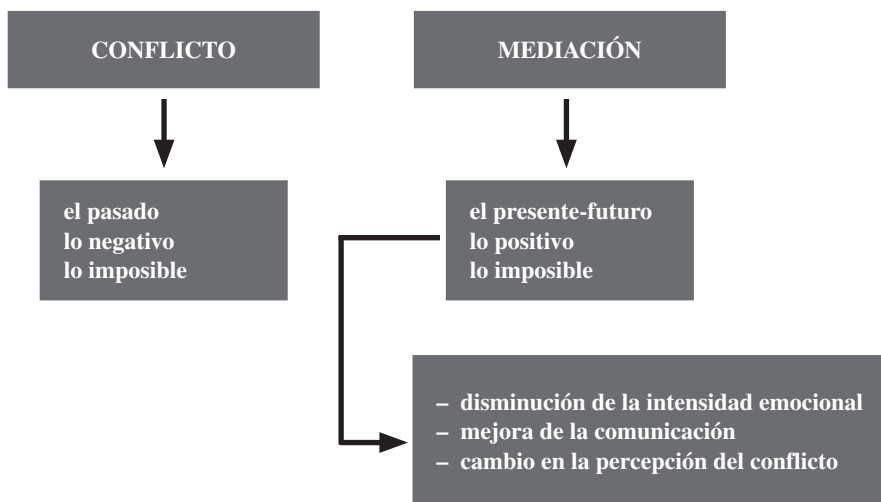 CONFLICTO
MEDIACIÓN
el pasado
lo negativo
lo imposible
el presente-futuro
lo positivo
lo imposible
– disminución de la intensidad emocional
– mejora de la comunicación
– cambio en la percepción del conflicto